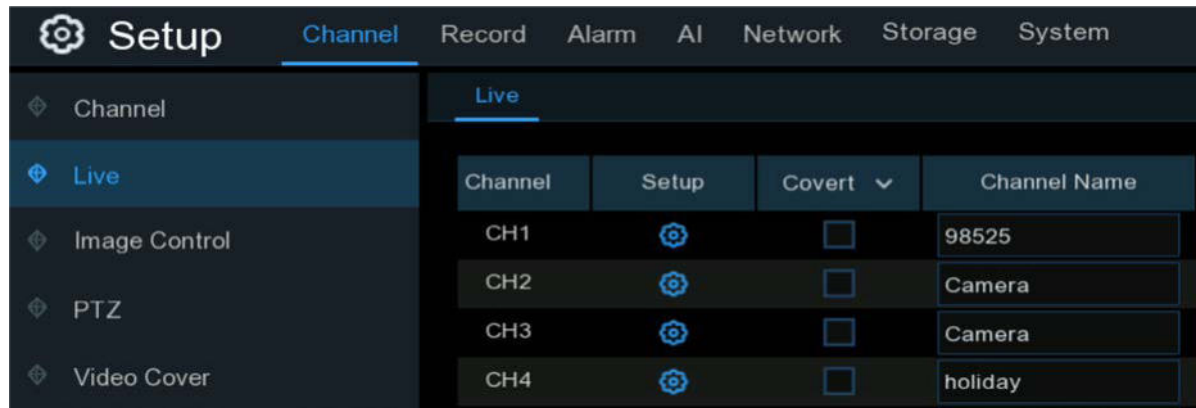 Setup Channel Record Alarm AI Network Storage System
Channel
Live
Image Control
PTZ
Video Cover
Live
Channel Setup Covert Channel Name
CH1 98525
CH2 Camera
CH3 Camera
CH4 holiday